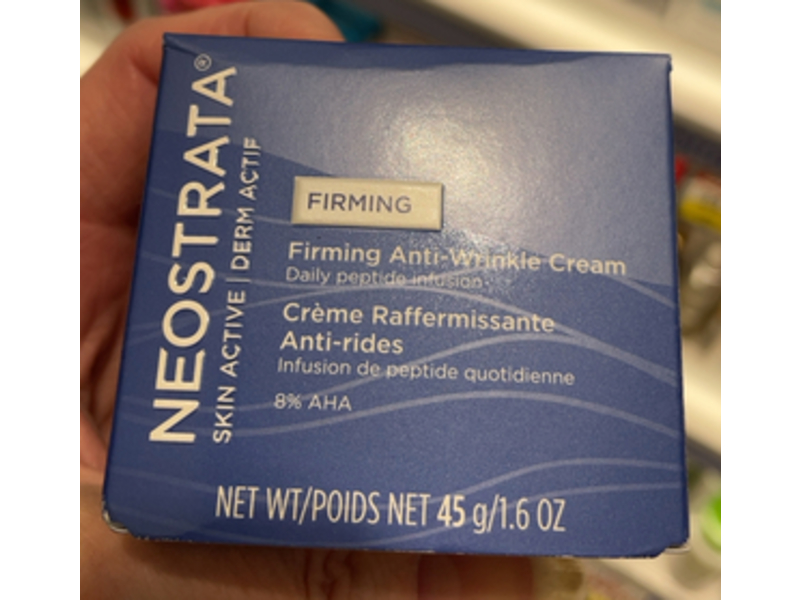 NEOSTRATA®
SKIN ACTIVE | DERM ACTIF
FIRMING
Firming Anti-Wrinkle Cream
Daily peptide infusion
Crème Raffermissante
Anti-rides
Infusion de peptide quotidienne
8% AHA
NET WT/POIDS NET 45 g/1.6 OZ